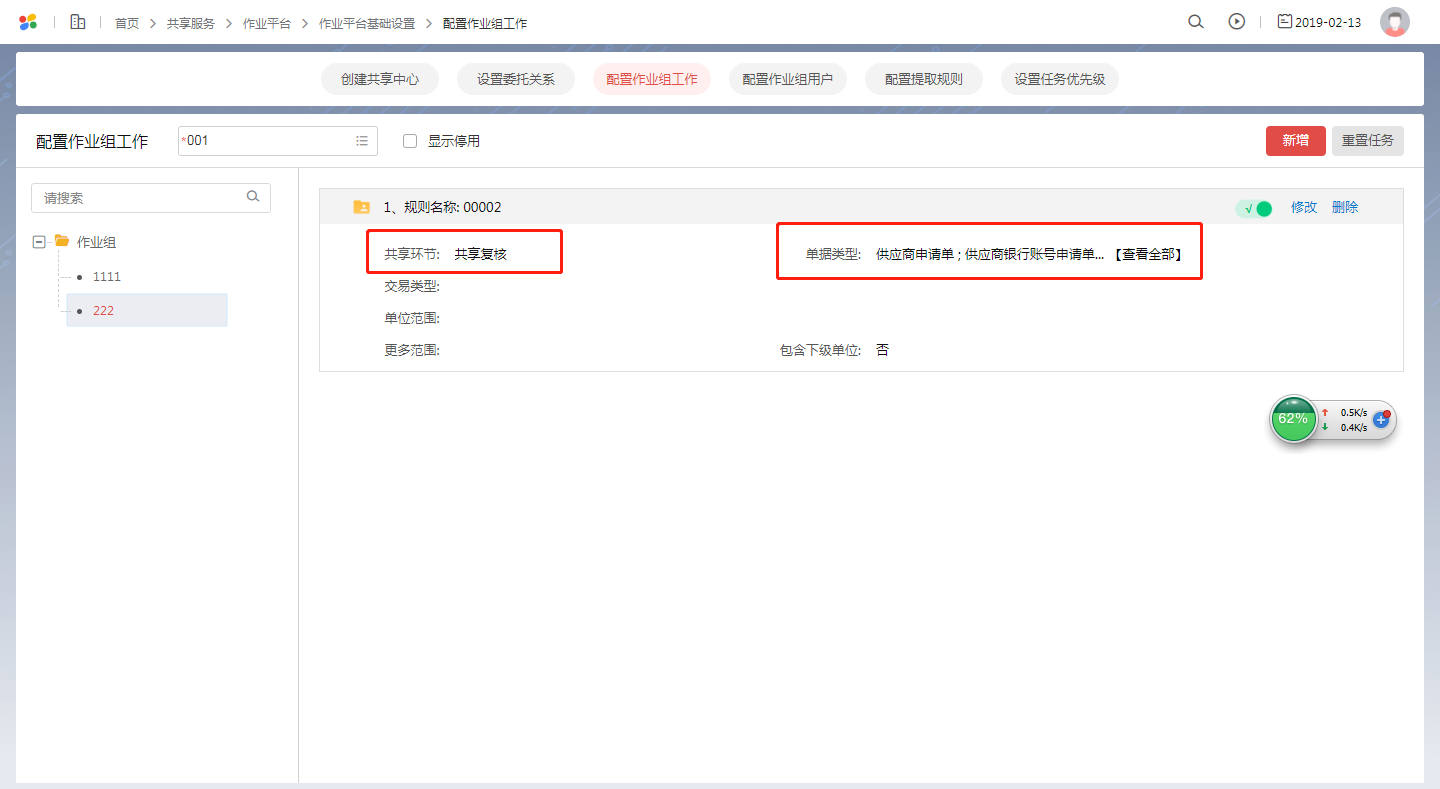 首页 > 共享服务 > 作业平台 > 作业平台基础设置 > 配置作业组工作
2019-02-13
创建共享中心 设置委托关系 配置作业组工作 配置作业组用户 配置提取规则 设置任务优先级
配置作业组工作 *001 显示停用 新增 重置任务
请搜索
作业组
1111
222
1、规则名称: 00002 √ 修改 删除
共享环节: 共享复核 单据类型: 供应商申请单 ; 供应商银行账号申请单... 【查看全部】
交易类型:
单位范围:
更多范围: 包含下级单位: 否
62% 0.5K/s
0.4K/s